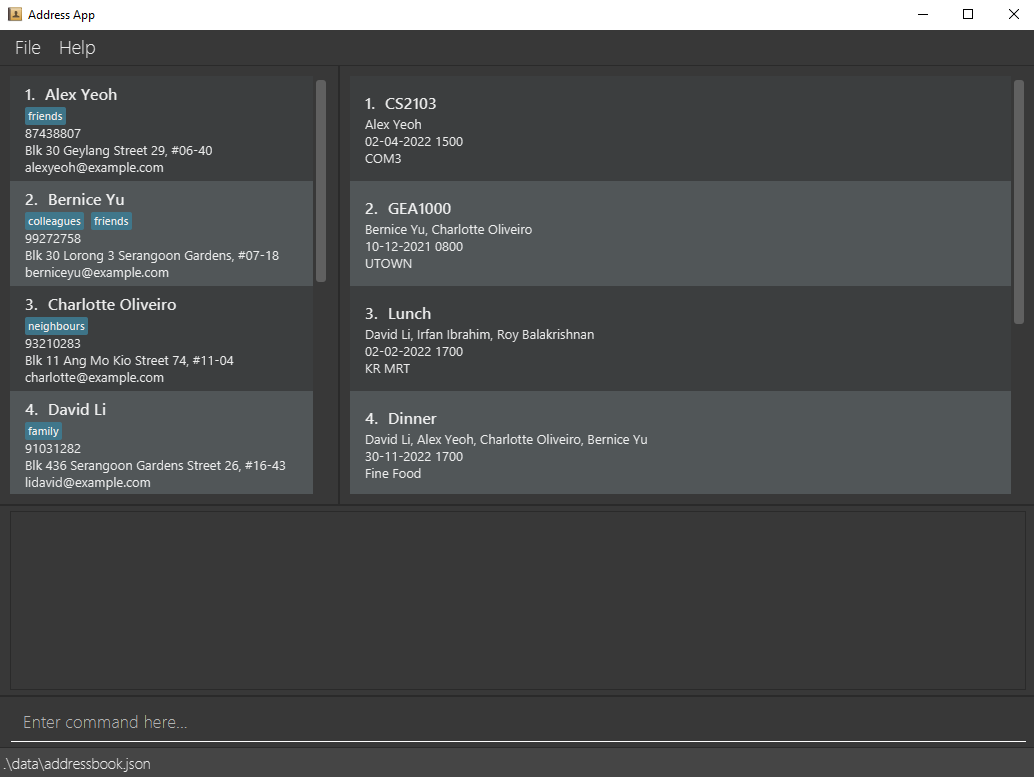 Address App
File Help
1. Alex Yeoh
friends
87438807
Blk 30 Geylang Street 29, #06-40
alexyeoh@example.com
2. Bernice Yu
colleagues friends
99272758
Blk 30 Lorong 3 Serangoon Gardens, #07-18
berniceyu@example.com
3. Charlotte Oliveiro
neighbours
93210283
Blk 11 Ang Mo Kio Street 74, #11-04
charlotte@example.com
4. David Li
family
91031282
Blk 436 Serangoon Gardens Street 26, #16-43
lidavid@example.com
1. CS2103
Alex Yeoh
02-04-2022 1500
COM3
2. GEA1000
Bernice Yu, Charlotte Oliveiro
10-12-2021 0800
UTOWN
3. Lunch
David Li, Irfan Ibrahim, Roy Balakrishnan
02-02-2022 1700
KR MRT
4. Dinner
David Li, Alex Yeoh, Charlotte Oliveiro, Bernice Yu
30-11-2022 1700
Fine Food
Enter command here...
.\data\addressbook.json